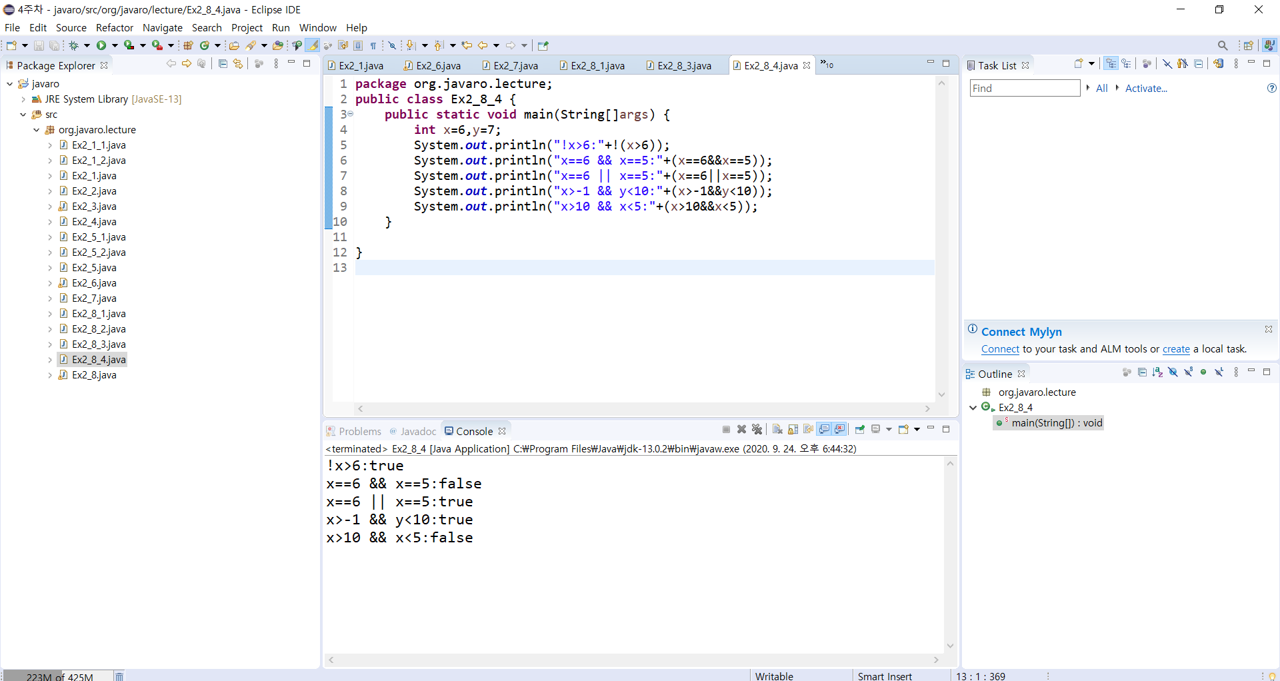 4주차 - javaro/src/org/javaro/lecture/Ex2_8_4.java - Eclipse IDE
File Edit Source Refactor Navigate Search Project Run Window Help
Package Explorer
javaro
JRE System Library [JavaSE-13]
src
org.javaro.lecture
Ex2_1_1.java
Ex2_1_2.java
Ex2_1.java
Ex2_2.java
Ex2_3.java
Ex2_4.java
Ex2_5_1.java
Ex2_5_2.java
Ex2_5.java
Ex2_6.java
Ex2_7.java
Ex2_8_1.java
Ex2_8_2.java
Ex2_8_3.java
Ex2_8_4.java
Ex2_8.java
Ex2_1.java Ex2_6.java Ex2_7.java Ex2_8_1.java Ex2_8_3.java Ex2_8_4.java »10
1 package org.javaro.lecture;
2 public class Ex2_8_4 {
3 public static void main(String[]args) {
4 int x=6,y=7;
5 System.out.println("!x>6:"+!(x>6));
6 System.out.println("x==6 && x==5:"+(x==6&&x==5));
7 System.out.println("x==6 || x==5:"+(x==6||x==5));
8 System.out.println("x>-1 && y<10:"+(x>-1&&y<10));
9 System.out.println("x>10 && x<5:"+(x>10&&x<5));
10 }
11
12 }
13
Problems Javadoc Console
<terminated> Ex2_8_4 [Java Application] C:₩Program Files₩Java₩jdk-13.0.2₩bin₩javaw.exe (2020. 9. 24. 오후 6:44:32)
!x>6:true
x==6 && x==5:false
x==6 || x==5:true
x>-1 && y<10:true
x>10 && x<5:false
Task List
Find All Activate...
Connect Mylyn
Connect to your task and ALM tools or create a local task.
Outline
org.javaro.lecture
Ex2_8_4
main(String[]) : void
223M of 425M Writable Smart Insert 13 : 1 : 369